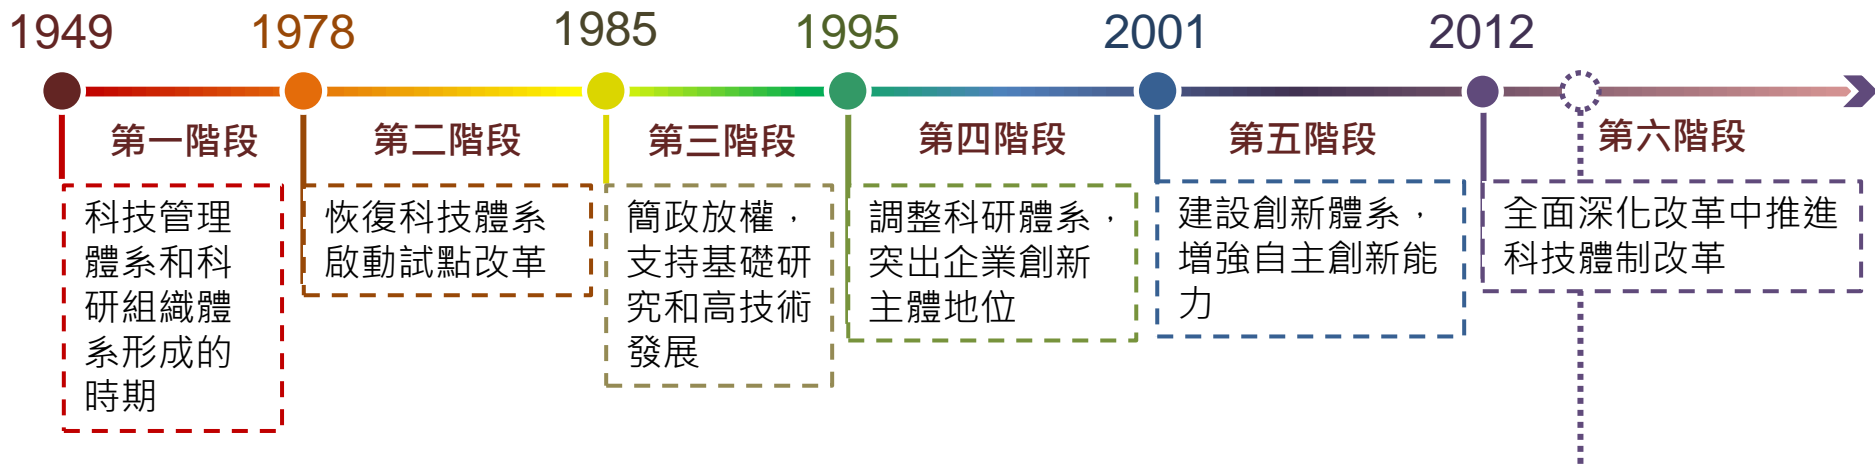 1949
1978
1985
1995
2001
2012
第一階段
第二階段
第三階段
第四階段
第五階段
第六階段
科技管理
體系和科
研組織體
系形成的
時期
恢復科技體系
啟動試點改革
簡政放權，
支持基礎研
究和高技術
發展
調整科研體系，
突出企業創新
主體地位
建設創新體系，
增強自主創新能
力
全面深化改革中推進
科技體制改革